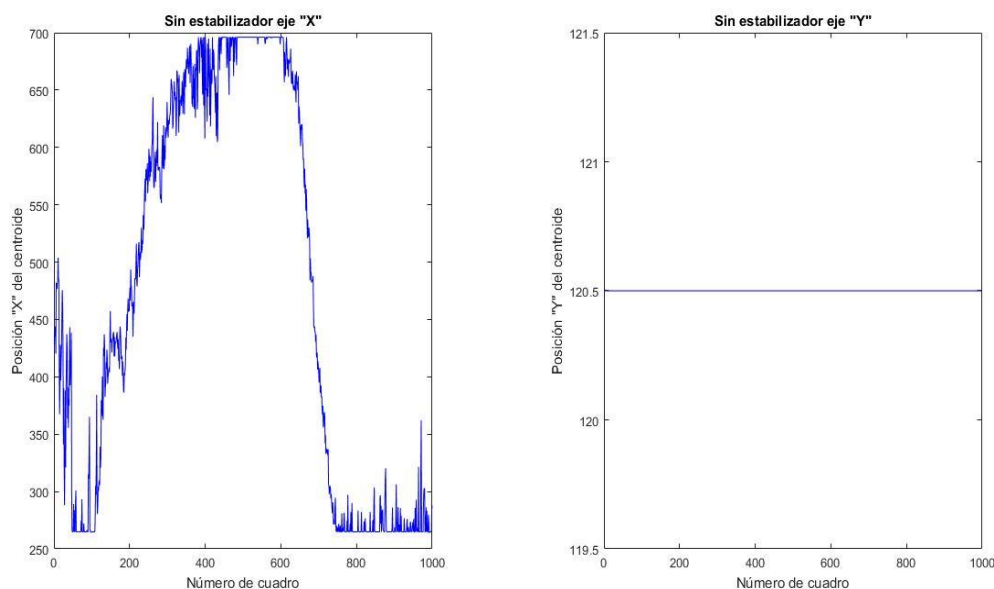 Sin estabilizador eje "X"
700
650
600
550
500
450
400
350
300
250
Posición "X" del centroide
0 200 400 600 800 1000
Número de cuadro
Sin estabilizador eje "Y"
121.5
121
120.5
120
119.5
Posición "Y" del centroide
0 200 400 600 800 1000
Número de cuadro